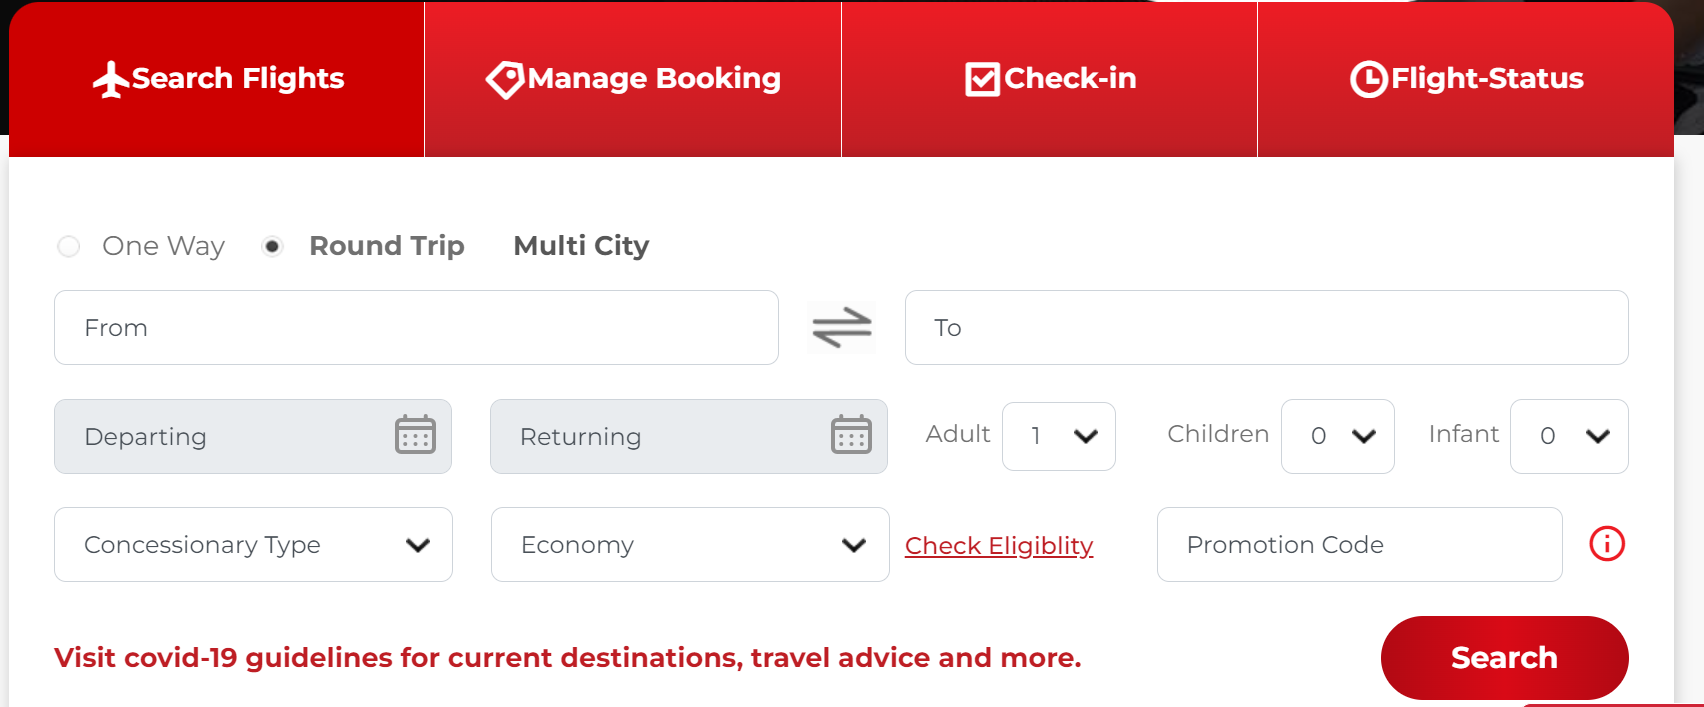 Search Flights Manage Booking Check-in Flight-Status
One Way Round Trip Multi City
From To
Departing Returning Adult 1 Children 0 Infant 0
Concessionary Type Economy Check Eligiblity Promotion Code
Visit covid-19 guidelines for current destinations, travel advice and more. Search